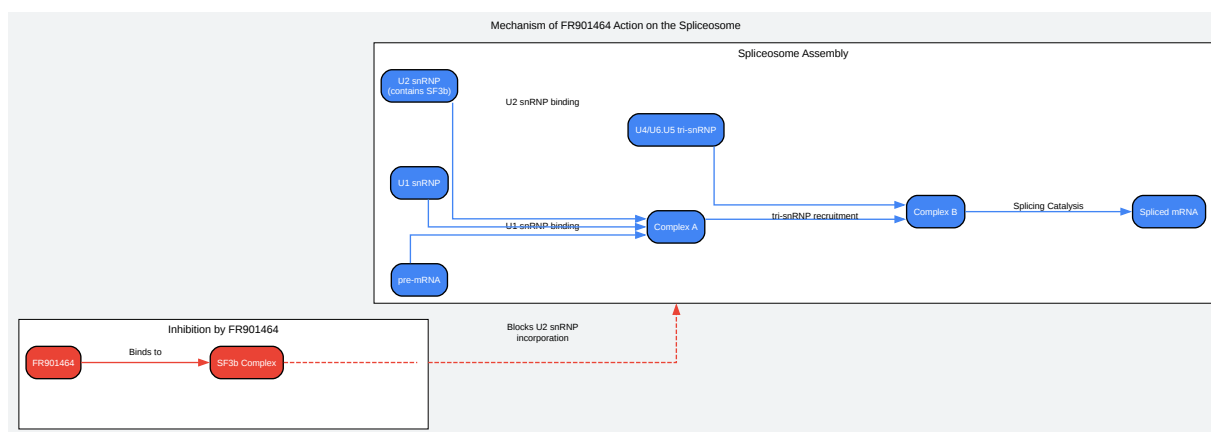 Mechanism of FR901464 Action on the Spliceosome
Spliceosome Assembly
U2 snRNP
(contains SF3b)
U2 snRNP binding
U4/U6.U5 tri-snRNP
U1 snRNP
U1 snRNP binding
Complex A
tri-snRNP recruitment
Complex B
Splicing Catalysis
Spliced mRNA
pre-mRNA
Inhibition by FR901464
Blocks U2 snRNP
incorporation
FR901464
Binds to
SF3b Complex